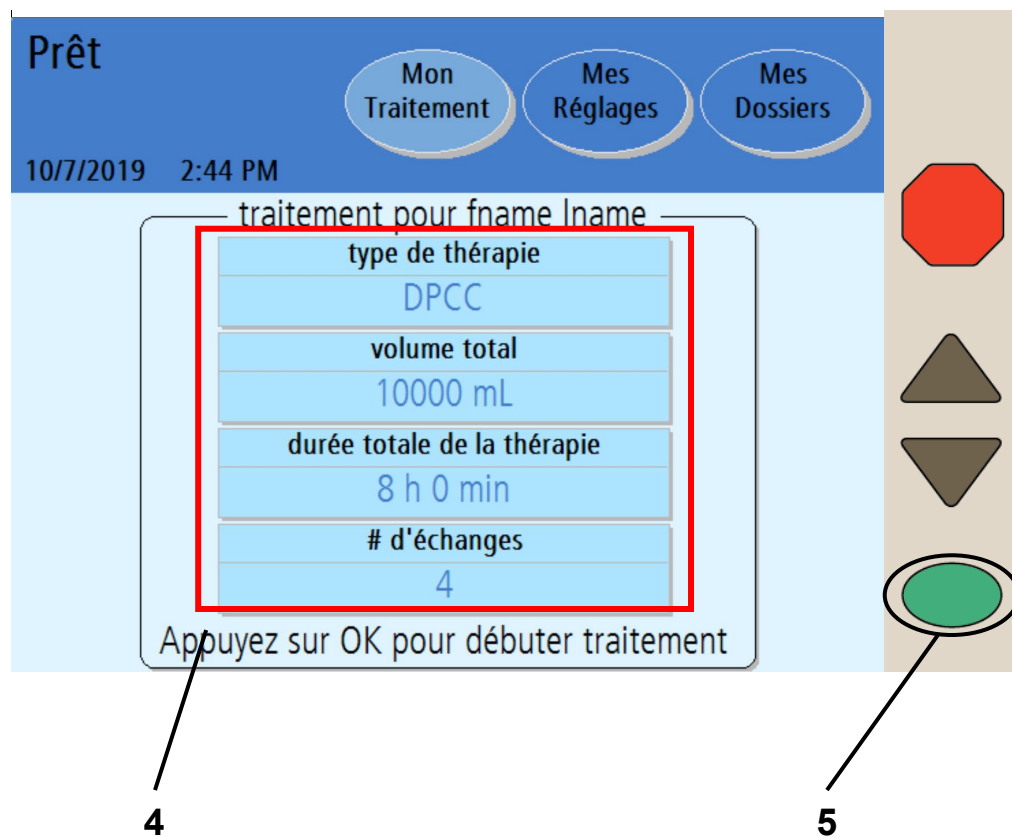 Prêt
Mon
Traitement
Mes
Réglages
Mes
Dossiers
10/7/2019 2:44 PM
traitement pour fname lname
type de thérapie
DPCC
volume total
10000 mL
durée totale de la thérapie
8 h 0 min
# d'échanges
4
Appuyez sur OK pour débuter traitement
4
5